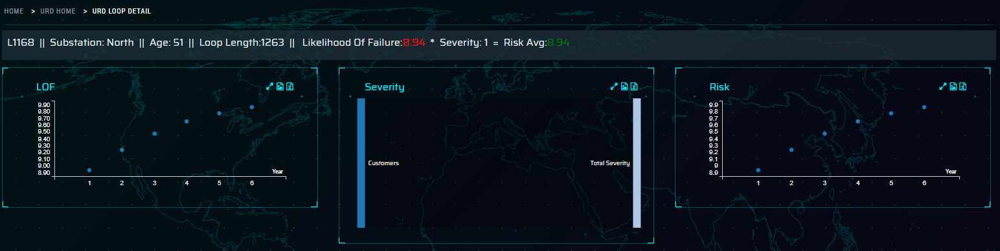 HOME > URD HOME > URD LOOP DETAIL
L1168 || Substation: North || Age: 51 || Loop Length:1263 || Likelihood Of Failure:8.94 * Severity: 1 = Risk Avg:8.94
LOF
9.90
9.80
9.70
9.60
9.50
9.40
9.30
9.20
9.10
9.00
8.90
Year
1 2 3 4 5 6
Severity
Customers
Total Severity
Risk
9.9
9.8
9.7
9.6
9.5
9.4
9.3
9.2
9.1
9
8.9
Year
1 2 3 4 5 6